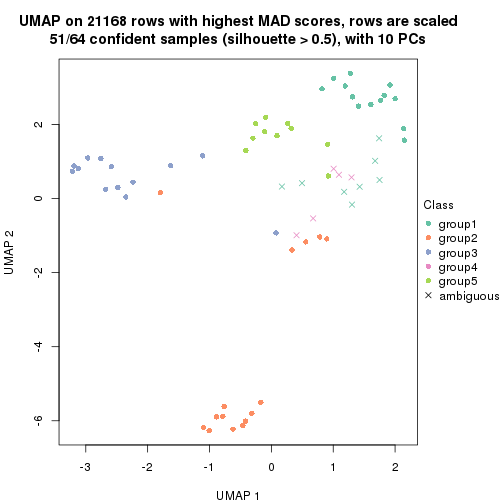 UMAP on 21168 rows with highest MAD scores, rows are scaled
51/64 confident samples (silhouette > 0.5), with 10 PCs
2
0
-2
-4
-6
UMAP 2
-3
-2
-1
0
1
2
UMAP 1
Class
group1
group2
group3
group4
group5
ambiguous